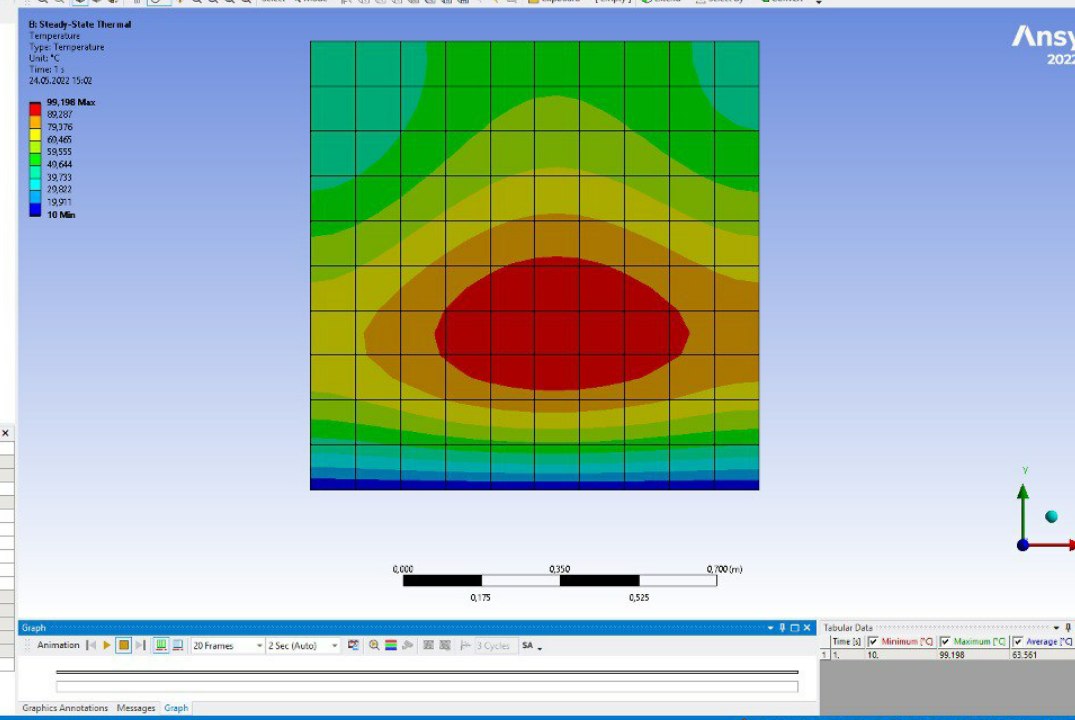 B: Steady-State Thermal
Temperature
Type: Temperature
Unit: °C
Time: 1 s
24.05.2022 15:02
99,198 Max
89,287
79,376
69,465
59,555
49,644
39,733
29,822
19,911
10 Min
Ansy
2022
Y
0,000 0,350 0,700 (m)
0,175 0,525
Graph
Animation 20 Frames 2 Sec (Auto) 3 Cycles SA
Graphics Annotations Messages Graph
Tabular Data
Time [s] Minimum [°C] Maximum [°C] Average [°C]
1 1. 10. 99.198 63.561